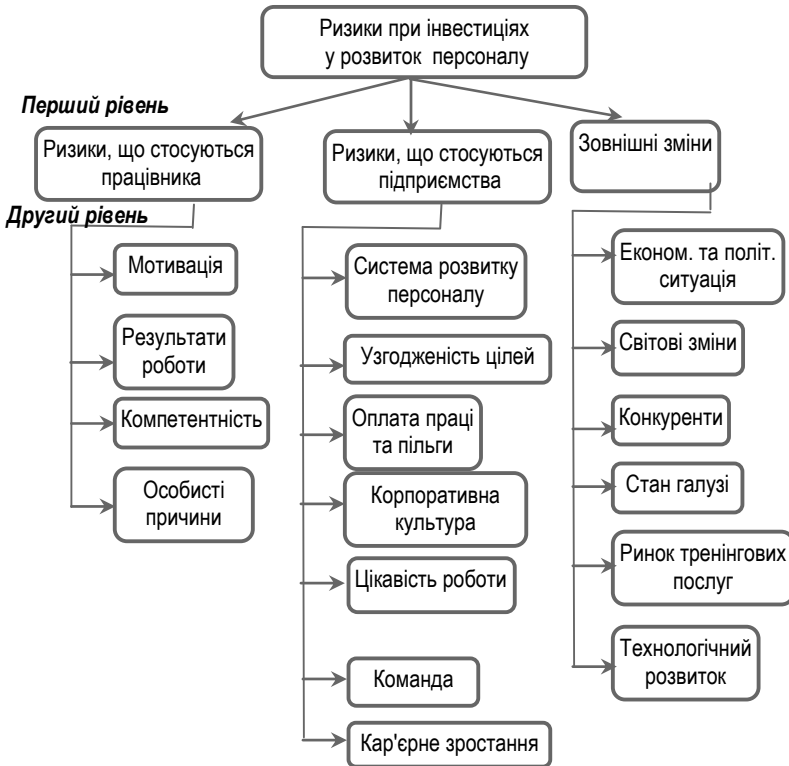 Ризики при інвестиціях
у розвиток персоналу
Перший рівень
Ризики, що стосуються
працівника
Ризики, що стосуються
підприємства
Зовнішні зміни
Другий рівень
Мотивація
Результати
роботи
Компетентність
Особисті
причини
Система розвитку
персоналу
Узгодженість цілей
Оплата праці
та пільги
Корпоративна
культура
Цікавість роботи
Команда
Кар'єрне зростання
Економ. та політ.
ситуація
Світові зміни
Конкуренти
Стан галузі
Ринок тренінгових
послуг
Технологічний
розвиток